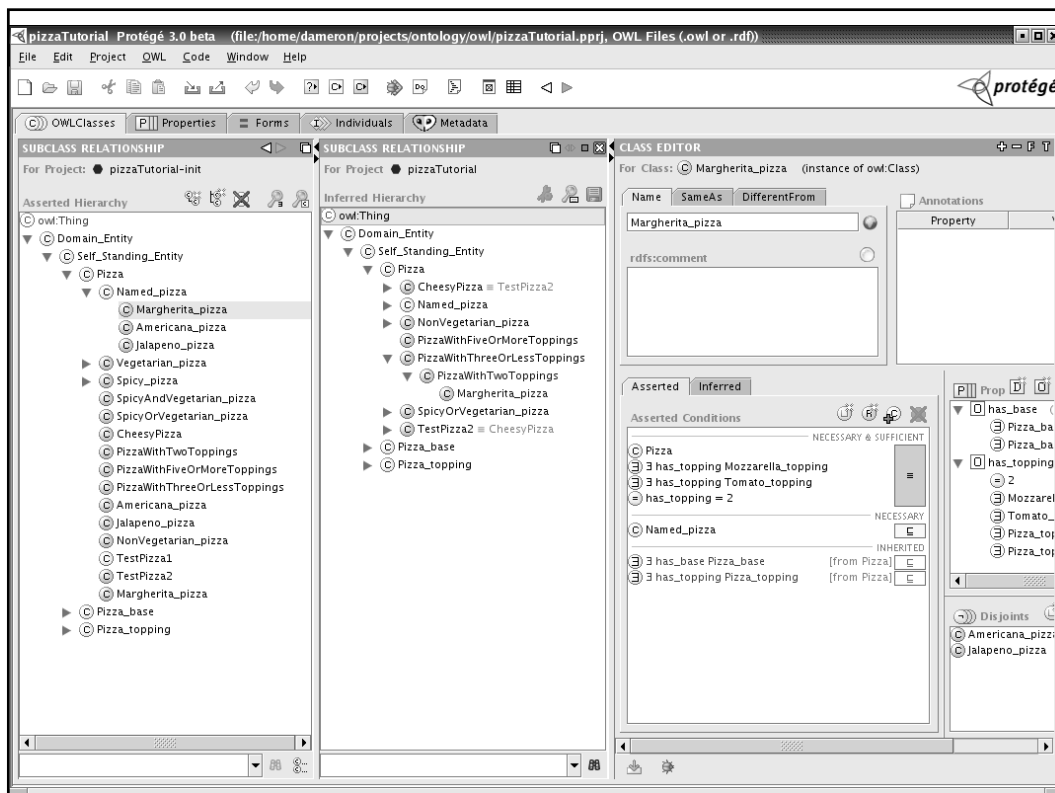 pizzaTutorial Protégé 3.0 beta (file:/home/dameron/projects/ontology/owl/pizzaTutorial.pprj, OWL Files (.owl or .rdf))
File Edit Project OWL Code Window Help
protégé
OWLClasses Properties Forms Individuals Metadata
SUBCLASS RELATIONSHIP
For Project: pizzaTutorial-init
Asserted Hierarchy
owl:Thing
Domain_Entity
Self_Standing_Entity
Pizza
Named_pizza
Margherita_pizza
Americana_pizza
Jalapeno_pizza
Vegetarian_pizza
Spicy_pizza
SpicyAndVegetarian_pizza
SpicyOrVegetarian_pizza
CheesyPizza
PizzaWithTwoToppings
PizzaWithFiveOrMoreToppings
PizzaWithThreeOrLessToppings
Americana_pizza
Jalapeno_pizza
NonVegetarian_pizza
TestPizza1
TestPizza2
Margherita_pizza
Pizza_base
Pizza_topping
SUBCLASS RELATIONSHIP
For Project pizzaTutorial
Inferred Hierarchy
owl:Thing
Domain_Entity
Self_Standing_Entity
Pizza
CheesyPizza ≡ TestPizza2
Named_pizza
NonVegetarian_pizza
PizzaWithFiveOrMoreToppings
PizzaWithThreeOrLessToppings
PizzaWithTwoToppings
Margherita_pizza
SpicyOrVegetarian_pizza
TestPizza2 ≡ CheesyPizza
Pizza_base
Pizza_topping
CLASS EDITOR
For Class: Margherita_pizza (instance of owl:Class)
Name SameAs DifferentFrom
Margherita_pizza
rdfs:comment
Annotations
Property
Asserted Inferred
Asserted Conditions
NECESSARY & SUFFICIENT
Pizza
∃ has_topping Mozzarella_topping
∃ has_topping Tomato_topping
has_topping = 2
NECESSARY
Named_pizza
INHERITED
∃ has_base Pizza_base [from Pizza]
∃ has_topping Pizza_topping [from Pizza]
Prop
has_base
Pizza_ba
Pizza_ba
has_topping
2
Mozzarel
Tomato_
Pizza_top
Pizza_top
Disjoints
Americana_pizza
Jalapeno_pizza